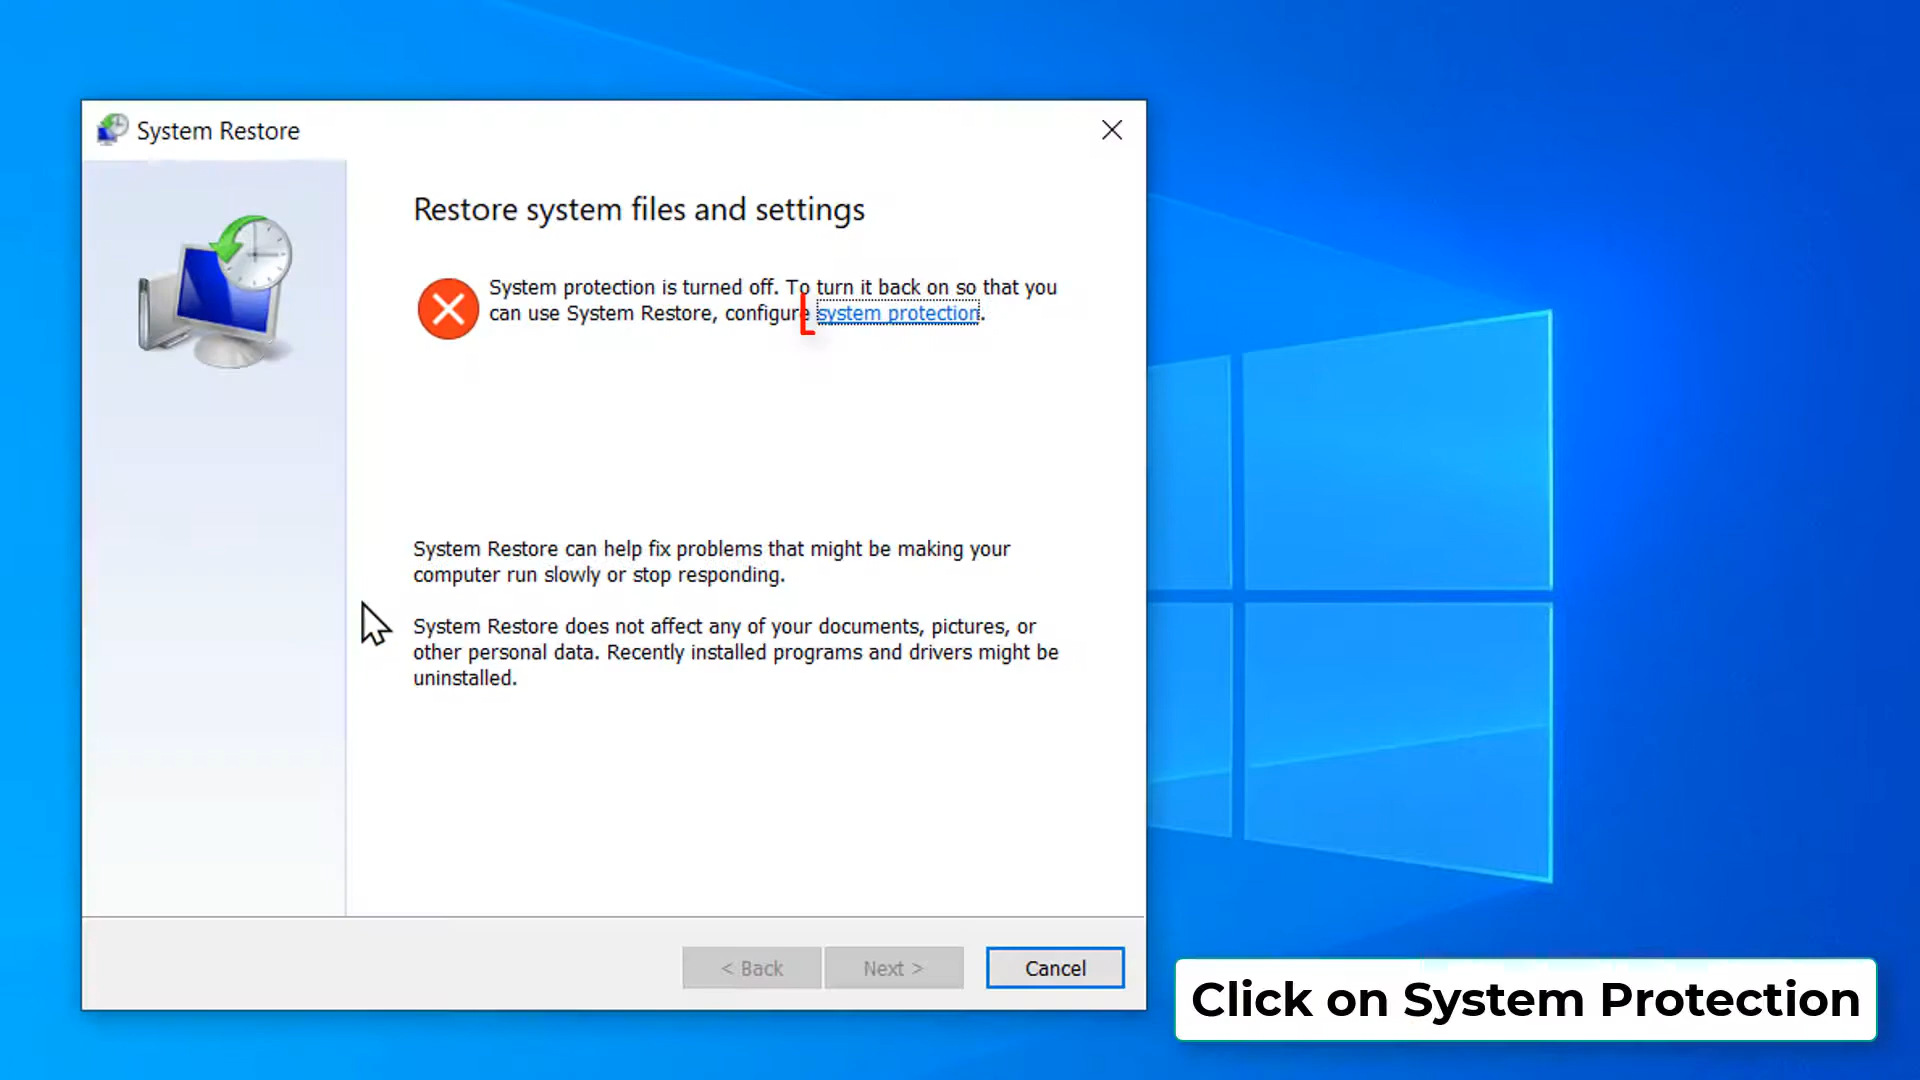 System Restore
Restore system files and settings
System protection is turned off. To turn it back on so that you
can use System Restore, configure system protection.
System Restore can help fix problems that might be making your
computer run slowly or stop responding.
System Restore does not affect any of your documents, pictures, or
other personal data. Recently installed programs and drivers might be
uninstalled.
< Back
Next >
Cancel
Click on System Protection